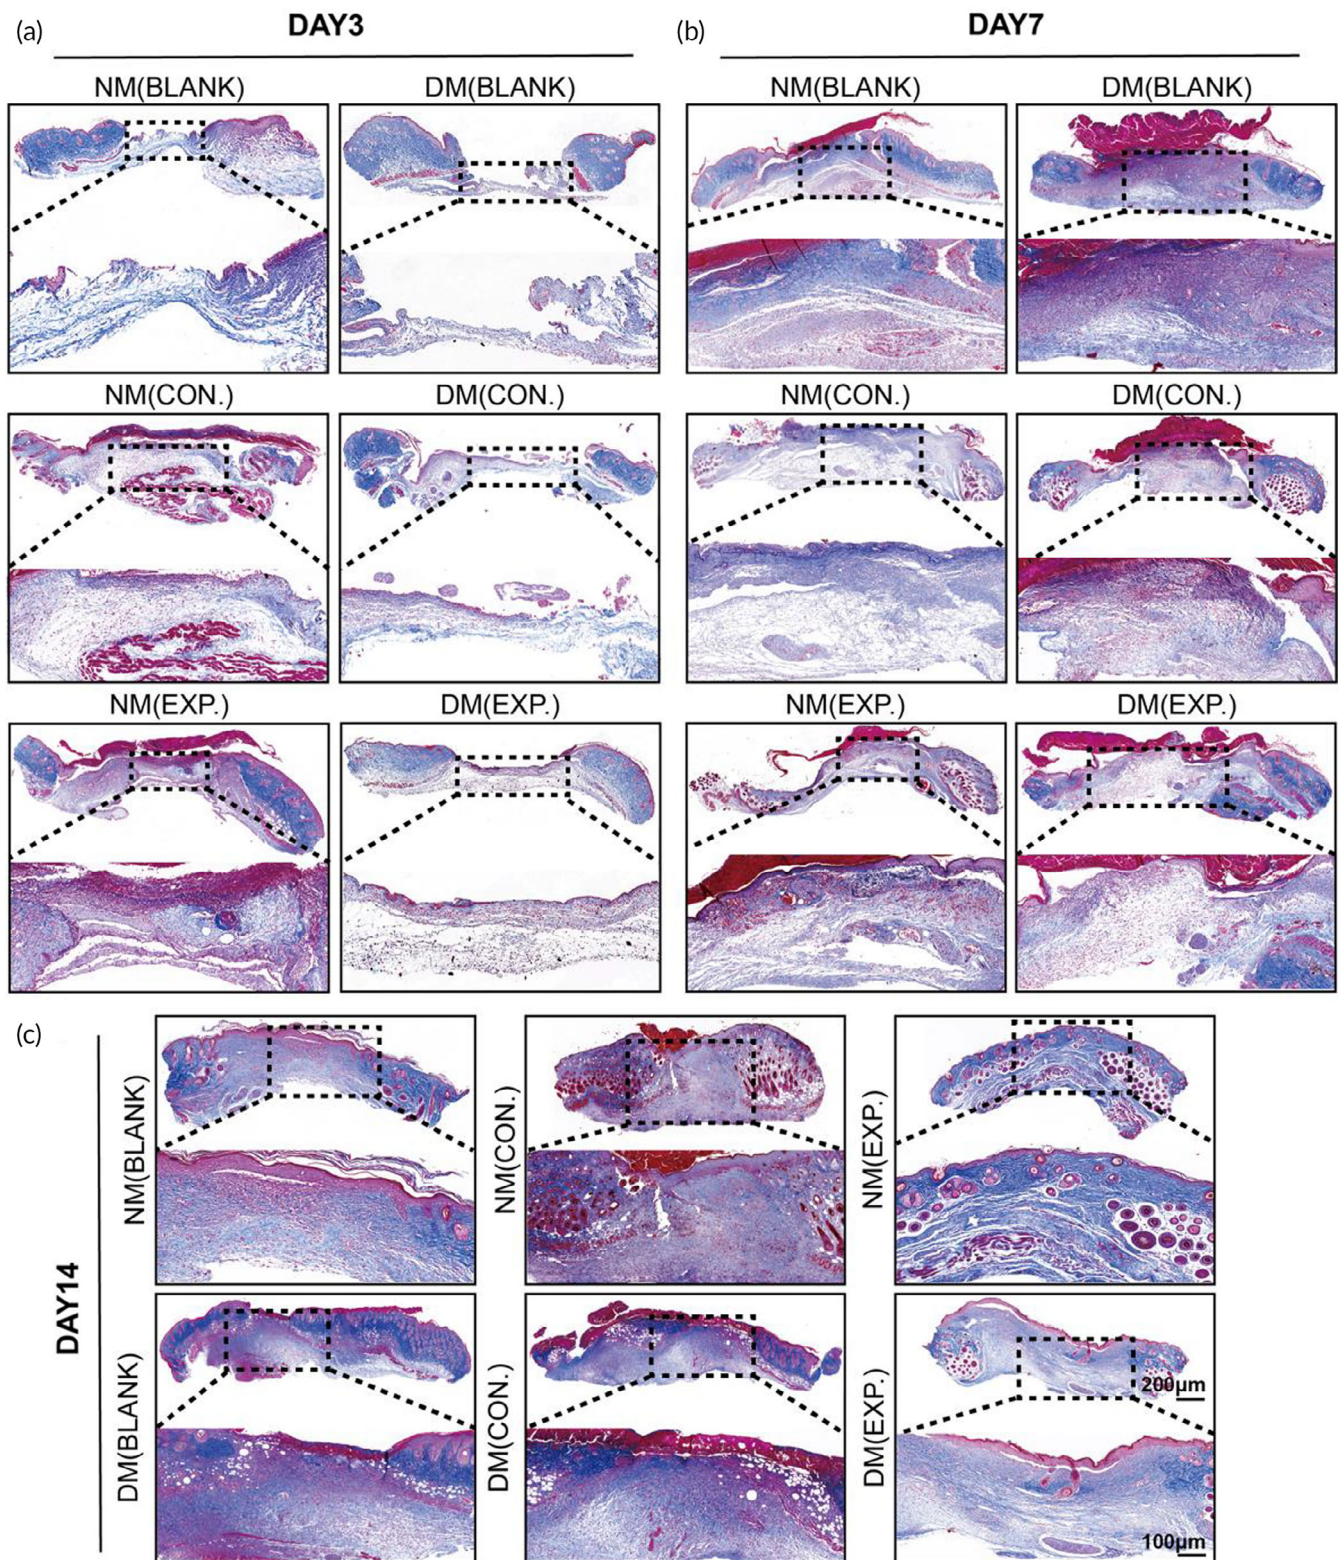 (a)
DAY3
NM(BLANK)
DM(BLANK)
NM(CON.)
DM(CON.)
NM(EXP.)
DM(EXP.)
(b)
DAY7
NM(BLANK)
DM(BLANK)
NM(CON.)
DM(CON.)
NM(EXP.)
DM(EXP.)
(c)
DAY14
NM(BLANK)
NM(CON.)
NM(EXP.)
DM(BLANK)
DM(CON.)
DM(EXP.)
200μm
100μm